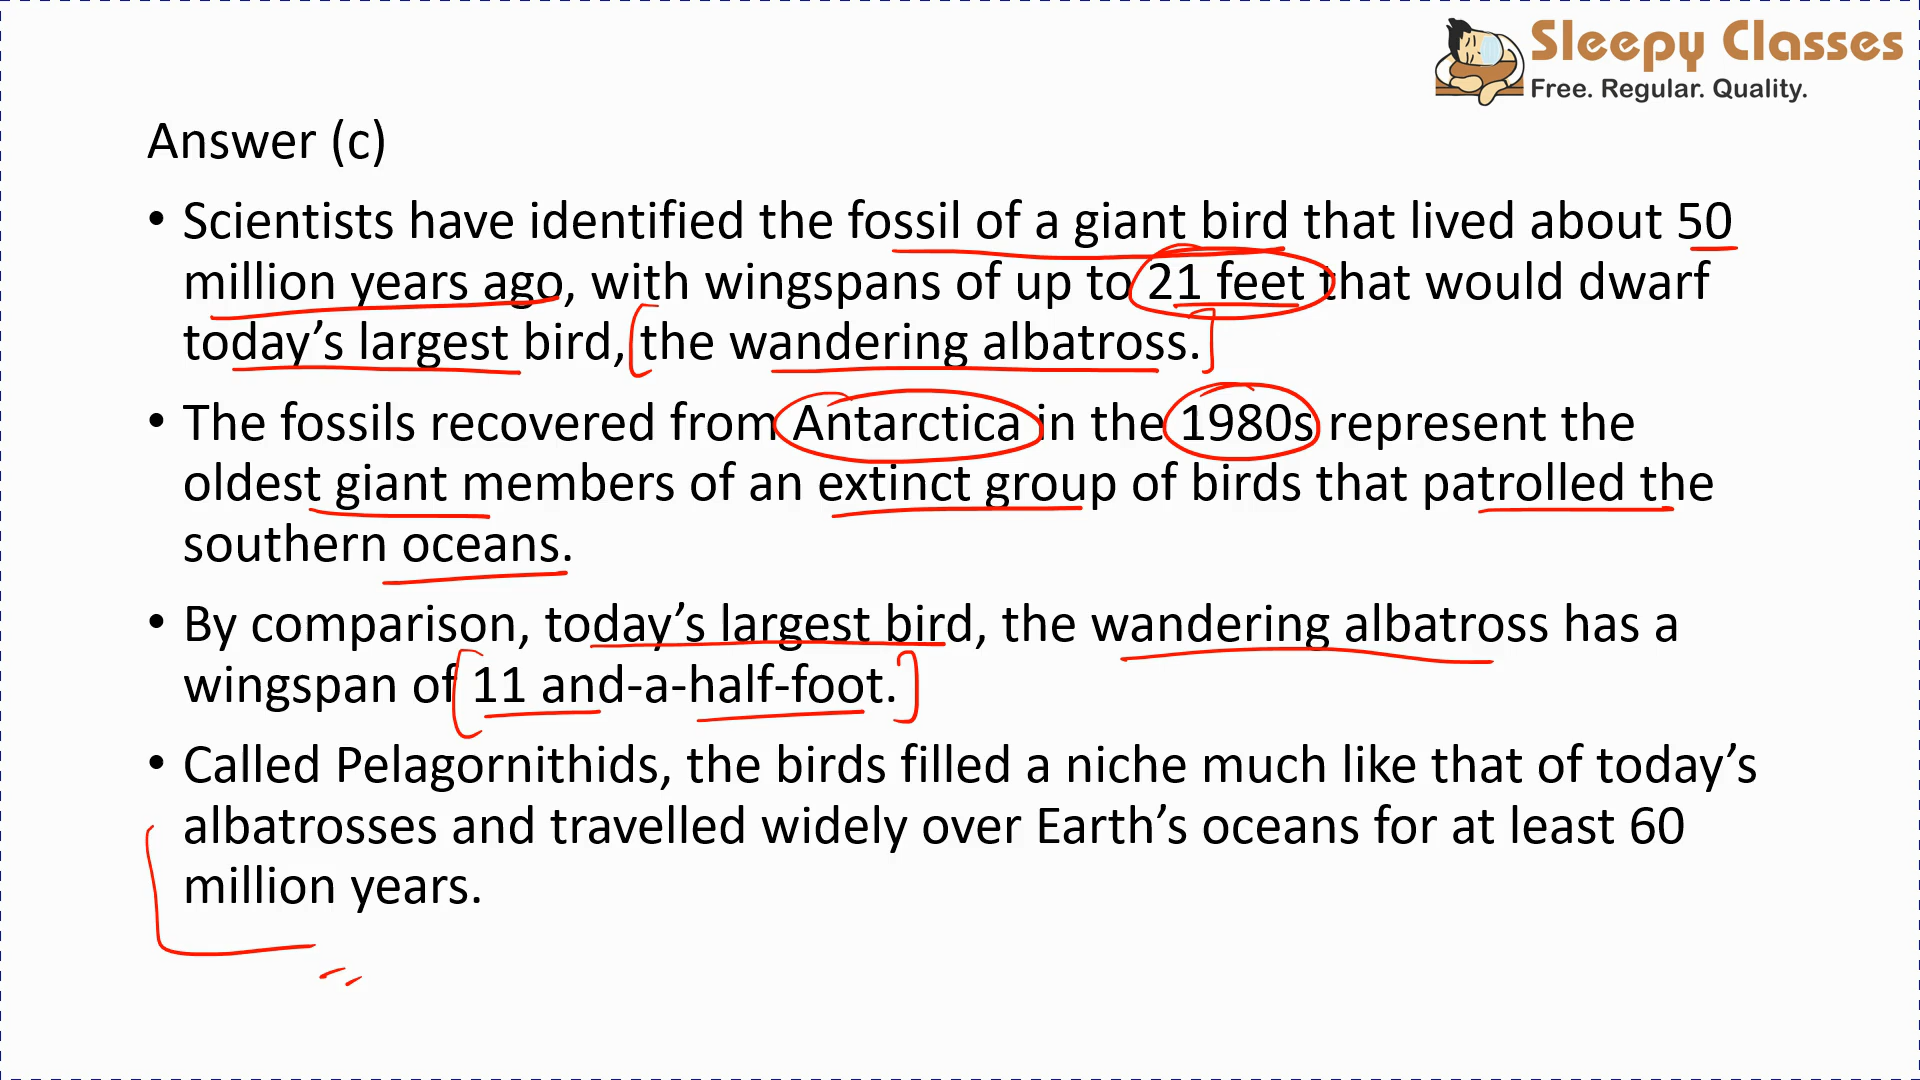 Sleepy Classes
Free. Regular. Quality.
Answer (c)
• Scientists have identified the fossil of a giant bird that lived about 50
million years ago, with wingspans of up to 21 feet that would dwarf
today’s largest bird, the wandering albatross.
• The fossils recovered from Antarctica in the 1980s represent the
oldest giant members of an extinct group of birds that patrolled the
southern oceans.
• By comparison, today’s largest bird, the wandering albatross has a
wingspan of 11 and-a-half-foot.
• Called Pelagornithids, the birds filled a niche much like that of today’s
albatrosses and travelled widely over Earth’s oceans for at least 60
million years.